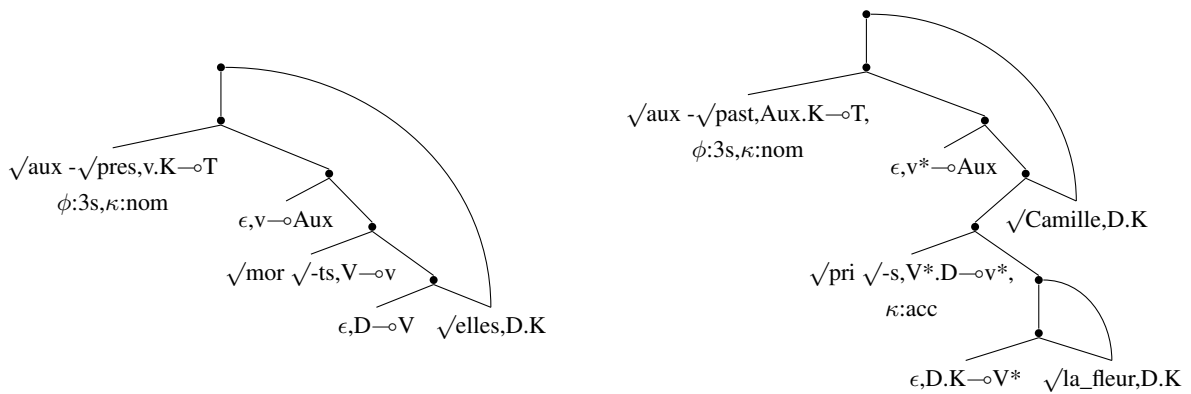 √aux -√pres,v.K⊸T
ϕ:3s,κ:nom
ϵ,v⊸Aux
√mor √-ts,V⊸v
ϵ,D⊸V √elles,D.K
√aux -√past,Aux.K⊸T,
ϕ:3s,κ:nom
ϵ,v*⊸Aux
√Camille,D.K
√pri √-s,V*.D⊸v*,
κ:acc
ϵ,D.K⊸V* √la_fleur,D.K